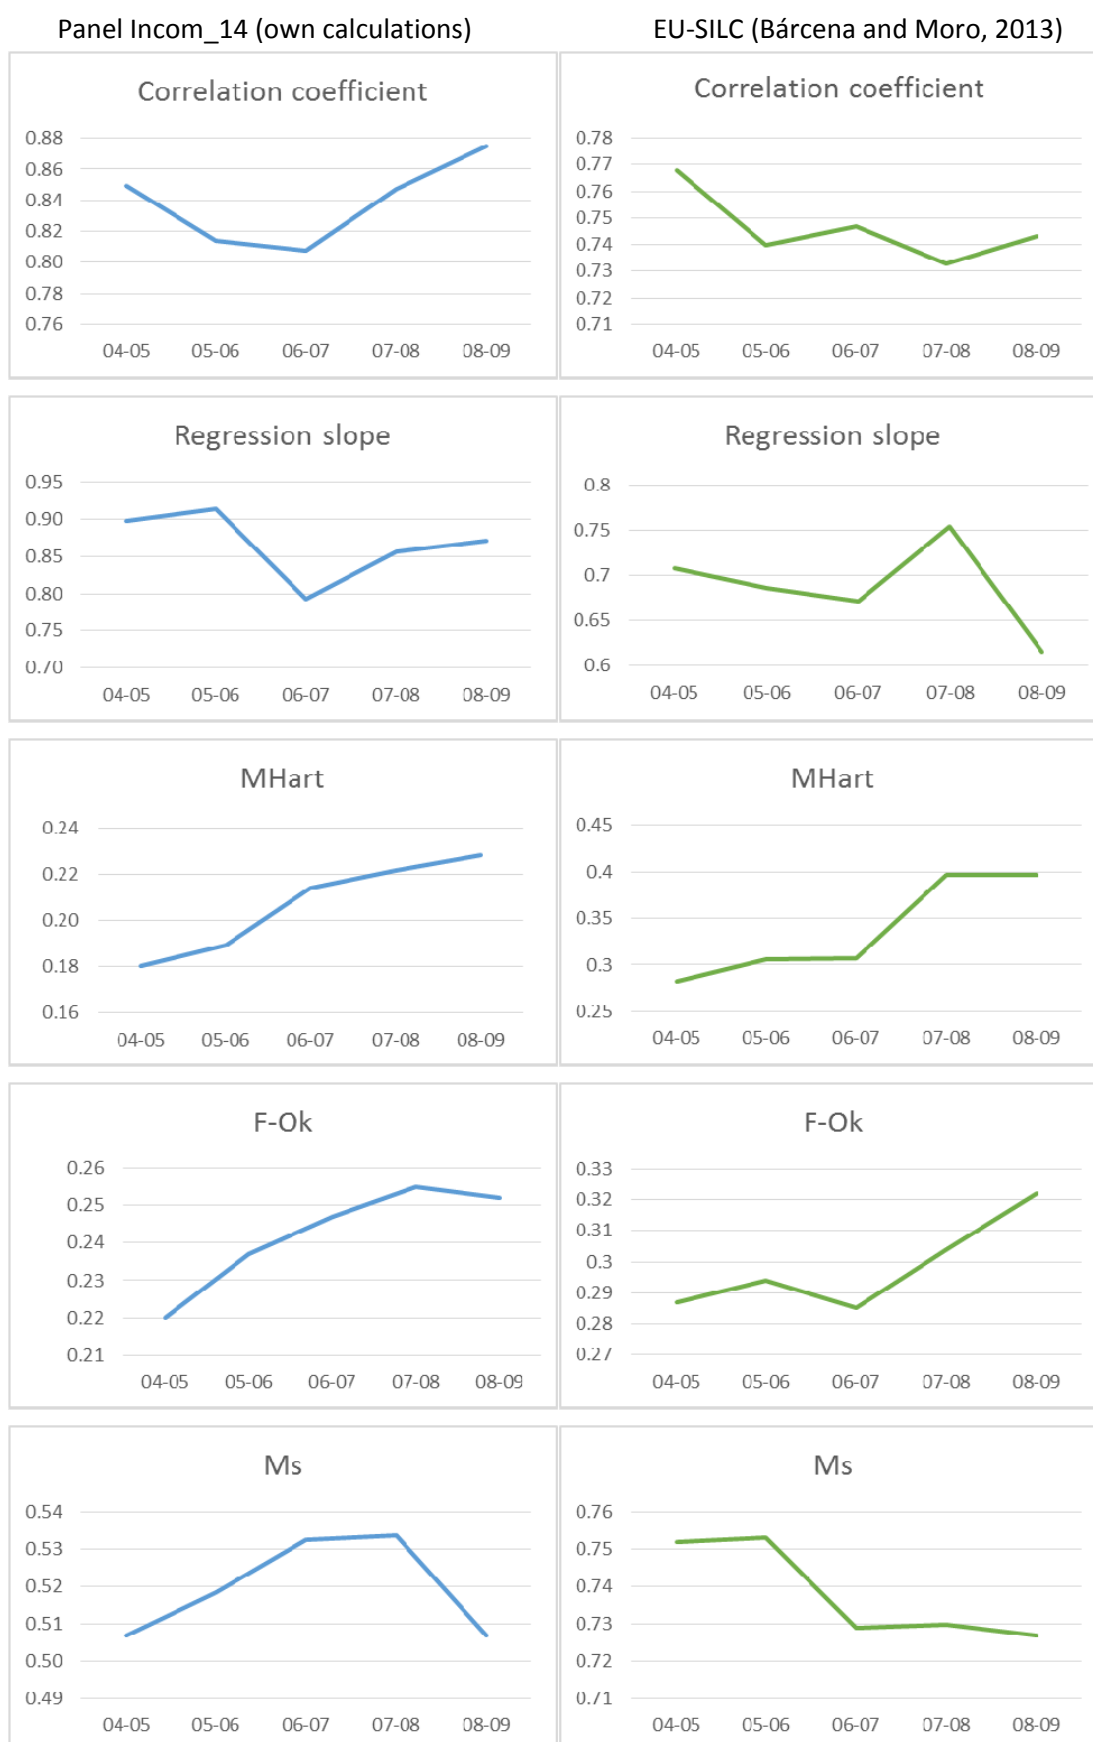 Panel Incom_14 (own calculations)
EU-SILC (Bárcena and Moro, 2013)
Correlation coefficient
0.88
0.86
0.84
0.82
0.80
0.78
0.76
04-05 05-06 06-07 07-08 08-09
Correlation coefficient
0.78
0.77
0.76
0.75
0.74
0.73
0.72
0.71
04-05 05-06 06-07 07-08 08-09
Regression slope
0.95
0.90
0.85
0.80
0.75
0.70
04-05 05-06 06-07 07-08 08-09
Regression slope
0.8
0.75
0.7
0.65
0.6
04-05 05-06 06-07 07-08 08-09
MHart
0.24
0.22
0.20
0.18
0.16
04-05 05-06 06-07 07-08 08-09
MHart
0.45
0.4
0.35
0.3
0.25
04-05 05-06 06-07 07-08 08-09
F-Ok
0.26
0.25
0.24
0.23
0.22
0.21
04-05 05-06 06-07 07-08 08-09
F-Ok
0.33
0.32
0.31
0.3
0.29
0.28
0.27
04-05 05-06 06-07 07-08 08-09
Ms
0.54
0.53
0.52
0.51
0.50
0.49
04-05 05-06 06-07 07-08 08-09
Ms
0.76
0.75
0.74
0.73
0.72
0.71
04-05 05-06 06-07 07-08 08-09